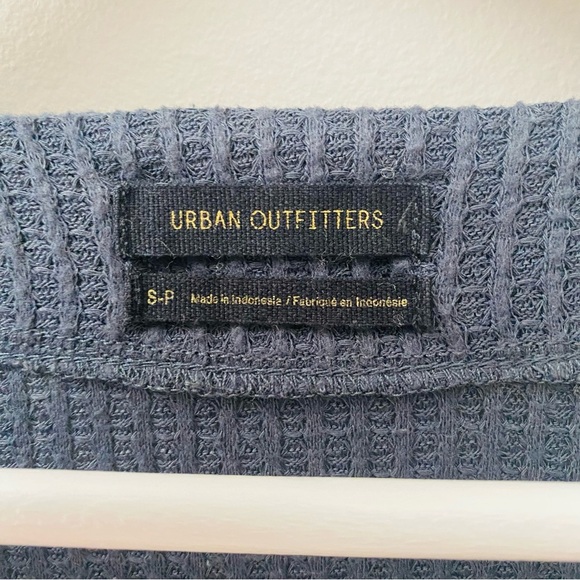 URBAN OUTFITTERS
S-P Made in Indonesia / Fabriqué en Indonésie